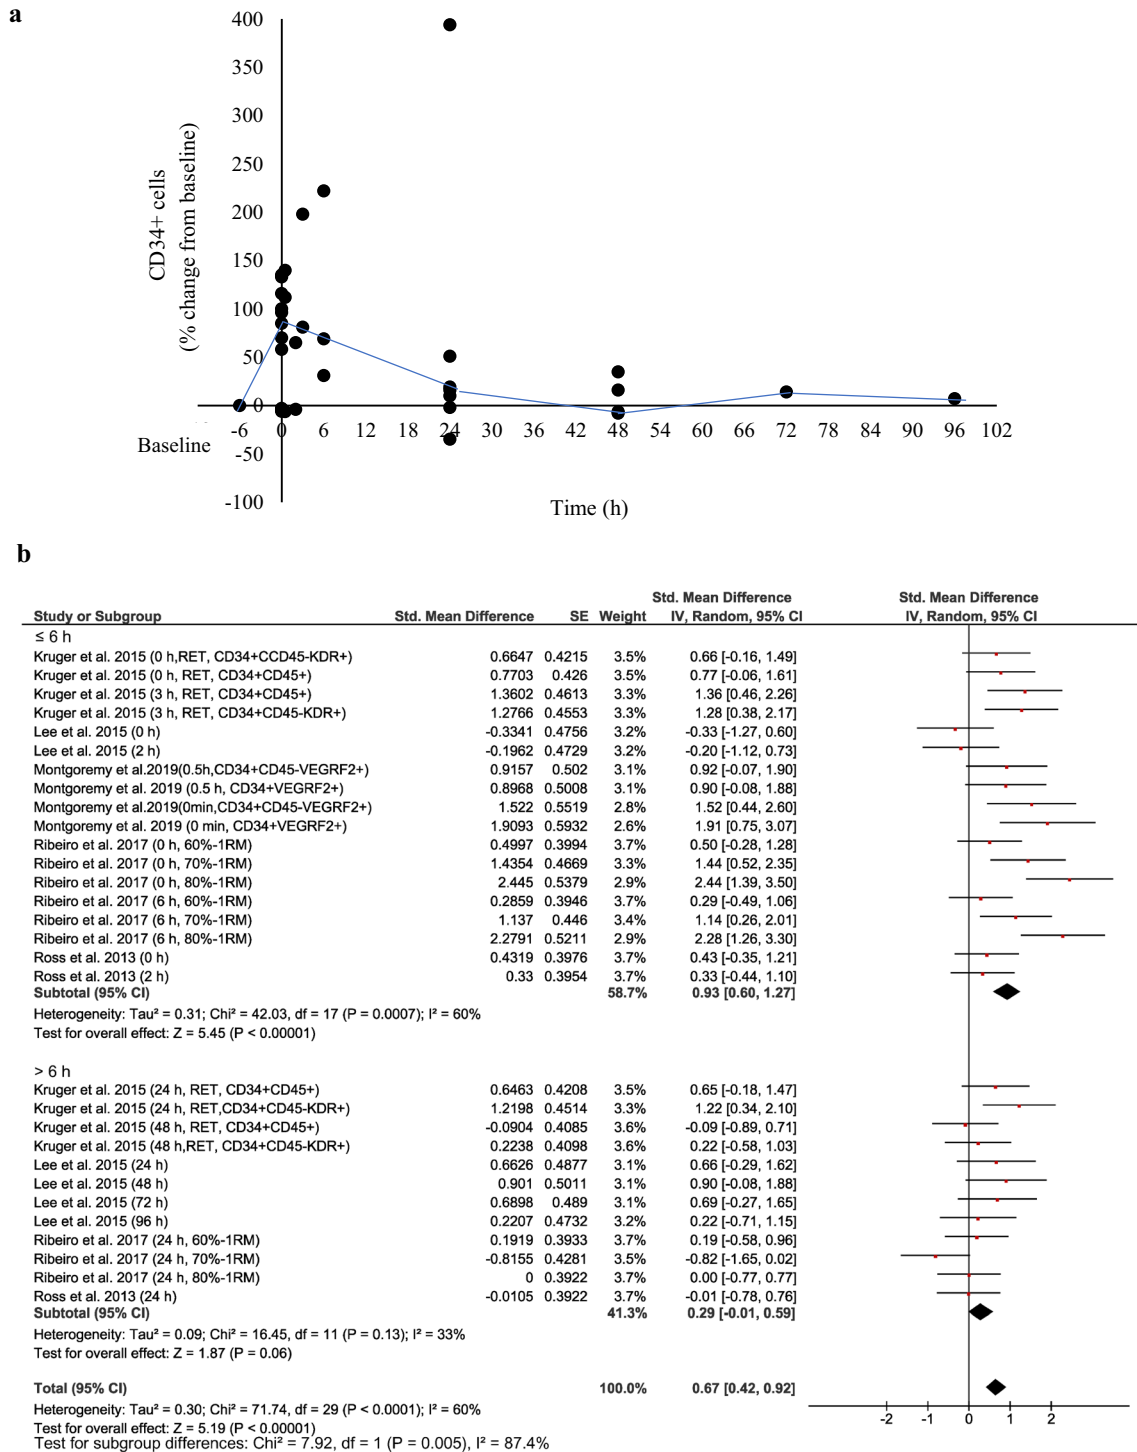 a
400
350
300
250
200
150
100
50
0
-50
-100
CD34+ cells
(% change from baseline)
Baseline
-6 0 6 12 18 24 30 36 42 48 54 60 66 72 78 84 90 96 102
Time (h)
b
Std. Mean Difference Std. Mean Difference
Study or Subgroup Std. Mean Difference SE Weight IV, Random, 95% CI IV, Random, 95% CI
≤ 6 h
Kruger et al. 2015 (0 h,RET, CD34+CCD45-KDR+) 0.6647 0.4215 3.5% 0.66 [-0.16, 1.49]
Kruger et al. 2015 (0 h, RET, CD34+CD45+) 0.7703 0.426 3.5% 0.77 [-0.06, 1.61]
Kruger et al. 2015 (3 h, RET, CD34+CD45+) 1.3602 0.4613 3.3% 1.36 [0.46, 2.26]
Kruger et al. 2015 (3 h, RET, CD34+CD45-KDR+) 1.2766 0.4553 3.3% 1.28 [0.38, 2.17]
Lee et al. 2015 (0 h) -0.3341 0.4756 3.2% -0.33 [-1.27, 0.60]
Lee et al. 2015 (2 h) -0.1962 0.4729 3.2% -0.20 [-1.12, 0.73]
Montgoremy et al.2019(0.5h,CD34+CD45-VEGRF2+) 0.9157 0.502 3.1% 0.92 [-0.07, 1.90]
Montgoremy et al. 2019 (0.5 h, CD34+VEGRF2+) 0.8968 0.5008 3.1% 0.90 [-0.08, 1.88]
Montgoremy et al.2019(0min,CD34+CD45-VEGRF2+) 1.522 0.5519 2.8% 1.52 [0.44, 2.60]
Montgoremy et al. 2019 (0 min, CD34+VEGRF2+) 1.9093 0.5932 2.6% 1.91 [0.75, 3.07]
Ribeiro et al. 2017 (0 h, 60%-1RM) 0.4997 0.3994 3.7% 0.50 [-0.28, 1.28]
Ribeiro et al. 2017 (0 h, 70%-1RM) 1.4354 0.4669 3.3% 1.44 [0.52, 2.35]
Ribeiro et al. 2017 (0 h, 80%-1RM) 2.445 0.5379 2.9% 2.44 [1.39, 3.50]
Ribeiro et al. 2017 (6 h, 60%-1RM) 0.2859 0.3946 3.7% 0.29 [-0.49, 1.06]
Ribeiro et al. 2017 (6 h, 70%-1RM) 1.137 0.446 3.4% 1.14 [0.26, 2.01]
Ribeiro et al. 2017 (6 h, 80%-1RM) 2.2791 0.5211 2.9% 2.28 [1.26, 3.30]
Ross et al. 2013 (0 h) 0.4319 0.3976 3.7% 0.43 [-0.35, 1.21]
Ross et al. 2013 (2 h) 0.33 0.3954 3.7% 0.33 [-0.44, 1.10]
Subtotal (95% CI) 58.7% 0.93 [0.60, 1.27]
Heterogeneity: Tau² = 0.31; Chi² = 42.03, df = 17 (P = 0.0007); I² = 60%
Test for overall effect: Z = 5.45 (P < 0.00001)
> 6 h
Kruger et al. 2015 (24 h, RET, CD34+CD45+) 0.6463 0.4208 3.5% 0.65 [-0.18, 1.47]
Kruger et al. 2015 (24 h, RET,CD34+CD45-KDR+) 1.2198 0.4514 3.3% 1.22 [0.34, 2.10]
Kruger et al. 2015 (48 h, RET, CD34+CD45+) -0.0904 0.4085 3.6% -0.09 [-0.89, 0.71]
Kruger et al. 2015 (48 h,RET, CD34+CD45-KDR+) 0.2238 0.4098 3.6% 0.22 [-0.58, 1.03]
Lee et al. 2015 (24 h) 0.6626 0.4877 3.1% 0.66 [-0.29, 1.62]
Lee et al. 2015 (48 h) 0.901 0.5011 3.1% 0.90 [-0.08, 1.88]
Lee et al. 2015 (72 h) 0.6898 0.489 3.1% 0.69 [-0.27, 1.65]
Lee et al. 2015 (96 h) 0.2207 0.4732 3.2% 0.22 [-0.71, 1.15]
Ribeiro et al. 2017 (24 h, 60%-1RM) 0.1919 0.3933 3.7% 0.19 [-0.58, 0.96]
Ribeiro et al. 2017 (24 h, 70%-1RM) -0.8155 0.4281 3.5% -0.82 [-1.65, 0.02]
Ribeiro et al. 2017 (24 h, 80%-1RM) 0 0.3922 3.7% 0.00 [-0.77, 0.77]
Ross et al. 2013 (24 h) -0.0105 0.3922 3.7% -0.01 [-0.78, 0.76]
Subtotal (95% CI) 41.3% 0.29 [-0.01, 0.59]
Heterogeneity: Tau² = 0.09; Chi² = 16.45, df = 11 (P = 0.13); I² = 33%
Test for overall effect: Z = 1.87 (P = 0.06)
Total (95% CI) 100.0% 0.67 [0.42, 0.92]
Heterogeneity: Tau² = 0.30; Chi² = 71.74, df = 29 (P < 0.0001); I² = 60%
Test for overall effect: Z = 5.19 (P < 0.00001)
Test for subgroup differences: Chi² = 7.92, df = 1 (P = 0.005), I² = 87.4%
-2 -1 0 1 2